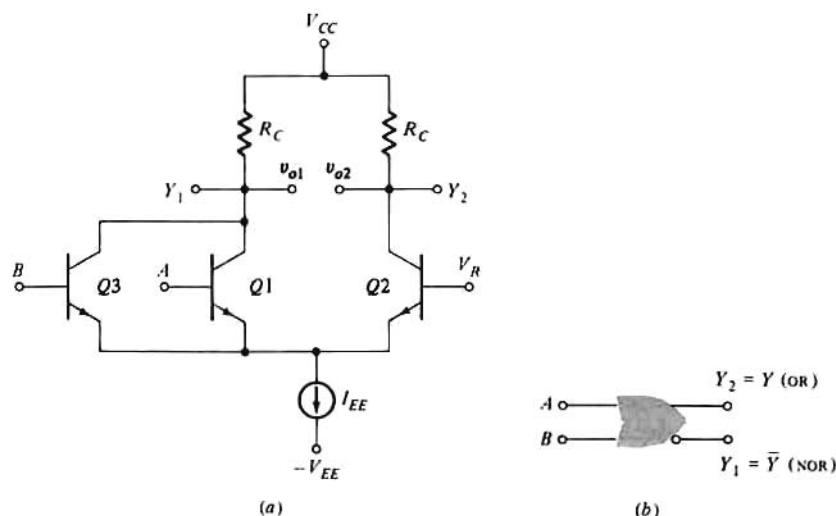 V_CC
R_C R_C
Y_1 v_o1 v_o2 Y_2
B Q3 A Q1 Q2 V_R
I_EE
−V_EE
(a)
A B
Y_2 = Y (OR)
Y_1 = Y̅ (NOR)
(b)